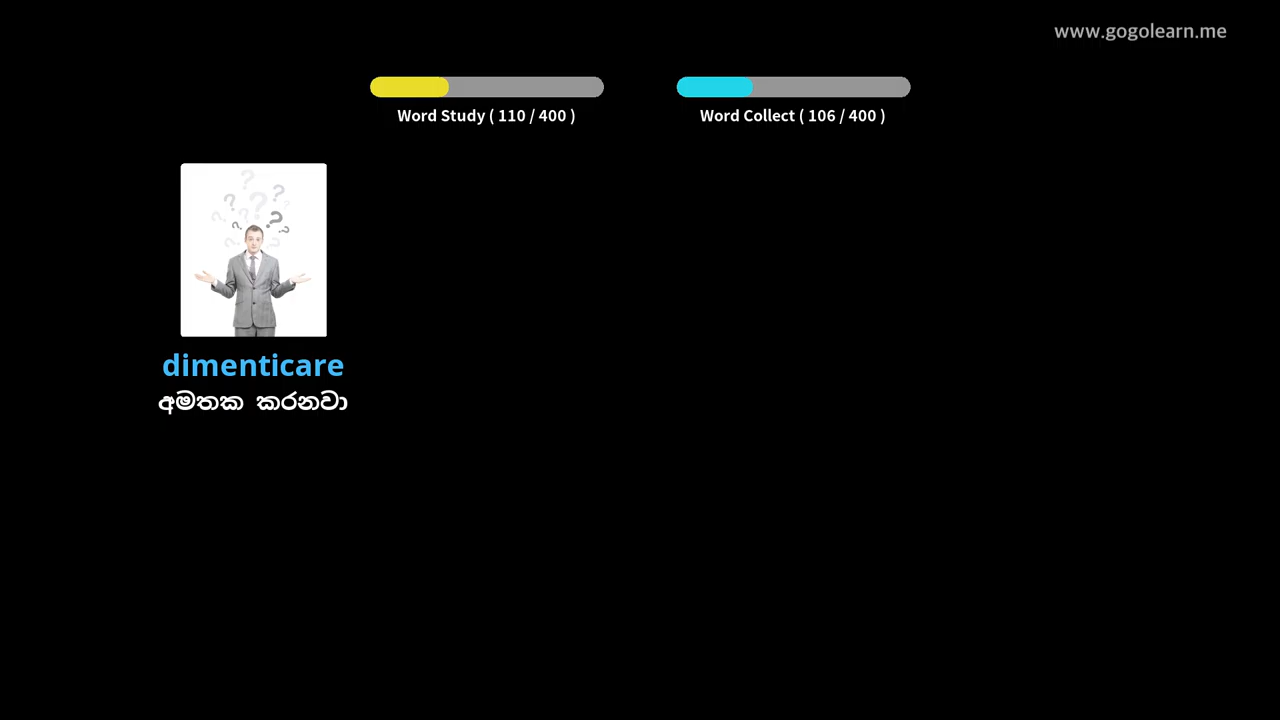 www.gogolearn.me
Word Study ( 110 / 400 )
Word Collect ( 106 / 400 )
dimenticare
අමතක කරනවා